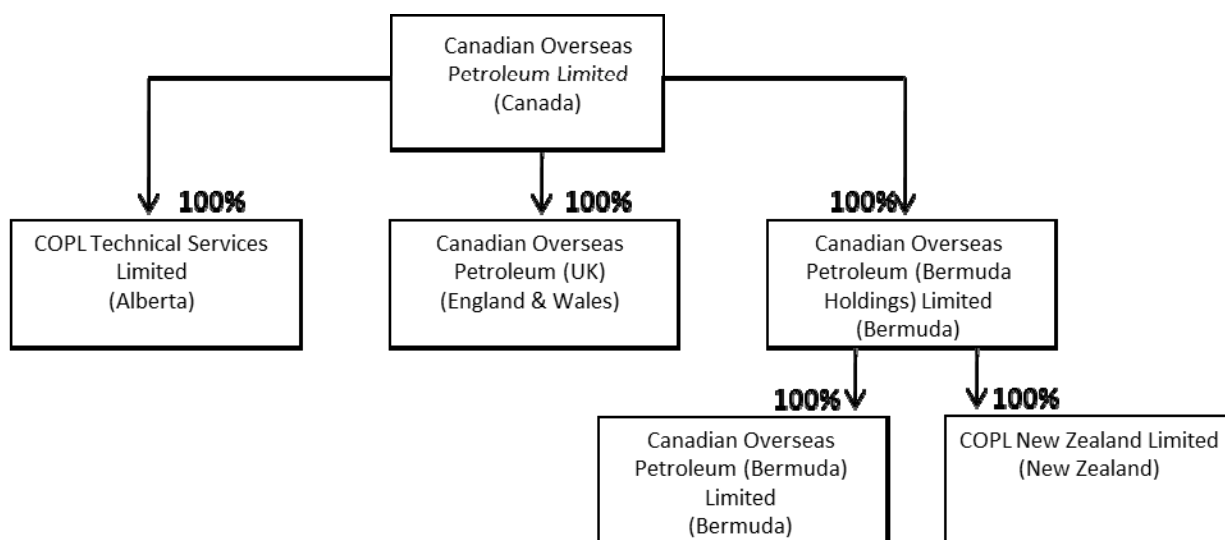 Canadian Overseas
Petroleum Limited
(Canada)
100%
100%
100%
COPL Technical Services
Limited
(Alberta)
Canadian Overseas
Petroleum (UK)
(England & Wales)
Canadian Overseas
Petroleum (Bermuda
Holdings) Limited
(Bermuda)
100%
100%
Canadian Overseas
Petroleum (Bermuda)
Limited
(Bermuda)
COPL New Zealand Limited
(New Zealand)